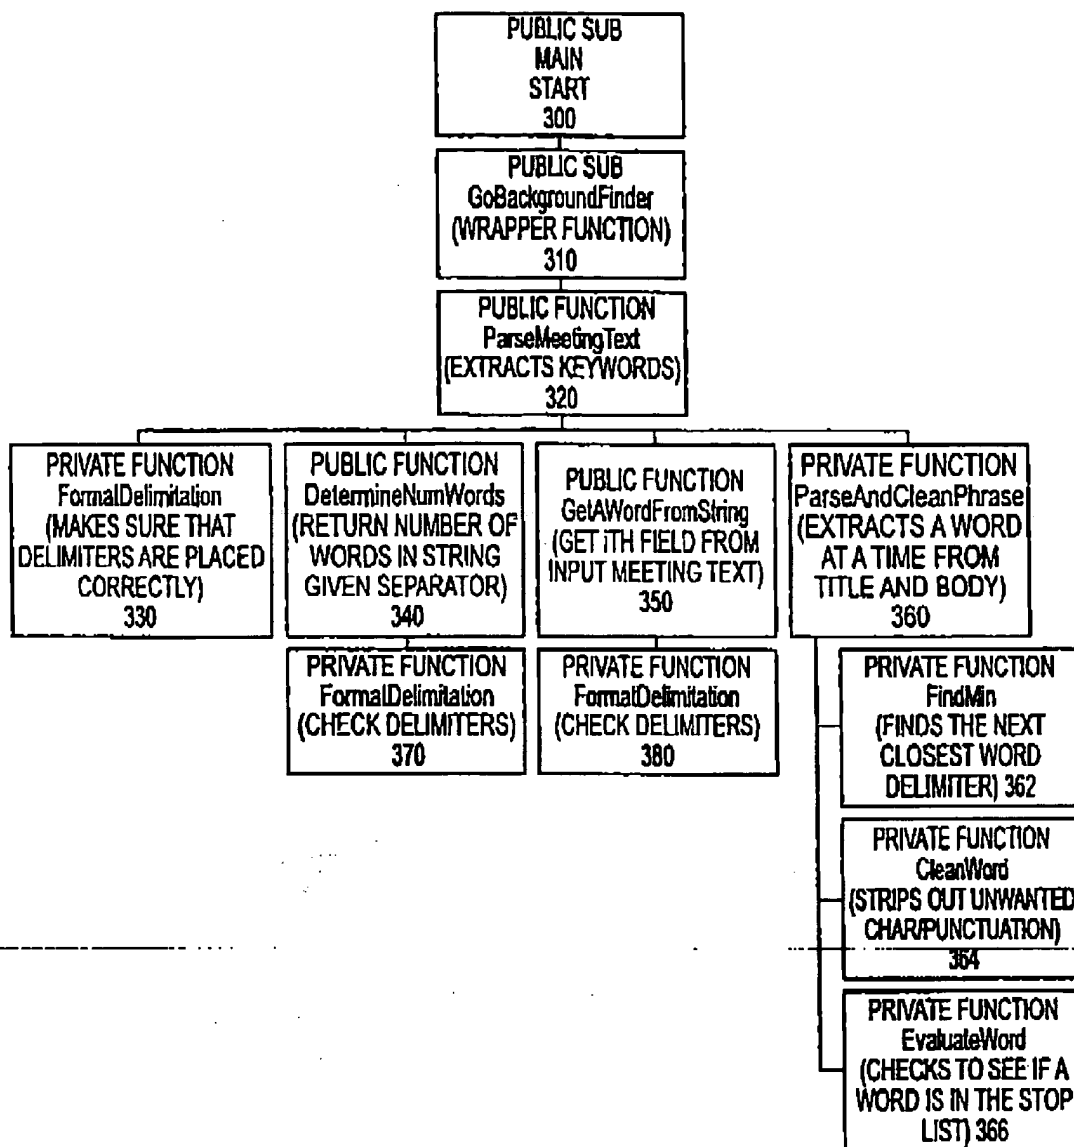 PUBLIC SUB
MAIN
START
300
PUBLIC SUB
GoBackgroundFinder
(WRAPPER FUNCTION)
310
PUBLIC FUNCTION
ParseMeetingText
(EXTRACTS KEYWORDS)
320
PRIVATE FUNCTION
FormalDelimitation
(MAKES SURE THAT
DELIMITERS ARE PLACED
CORRECTLY)
330
PUBLIC FUNCTION
DetermineNumWords
(RETURN NUMBER OF
WORDS IN STRING
GIVEN SEPARATOR)
340
PUBLIC FUNCTION
GetAWordFromString
(GET iTH FIELD FROM
INPUT MEETING TEXT)
350
PRIVATE FUNCTION
ParseAndCleanPhrase
(EXTRACTS A WORD
AT A TIME FROM
TITLE AND BODY)
360
PRIVATE FUNCTION
FormalDelimitation
(CHECK DELIMITERS)
370
PRIVATE FUNCTION
FormatDelimitation
(CHECK DELIMITERS)
380
PRIVATE FUNCTION
FindMin
(FINDS THE NEXT
CLOSEST WORD
DELIMITER) 362
PRIVATE FUNCTION
CleanWord
(STRIPS OUT UNWANTED
CHAR/PUNCTUATION)
364
PRIVATE FUNCTION
EvaluateWord
(CHECKS TO SEE IF A
WORD IS IN THE STOP
LIST) 366